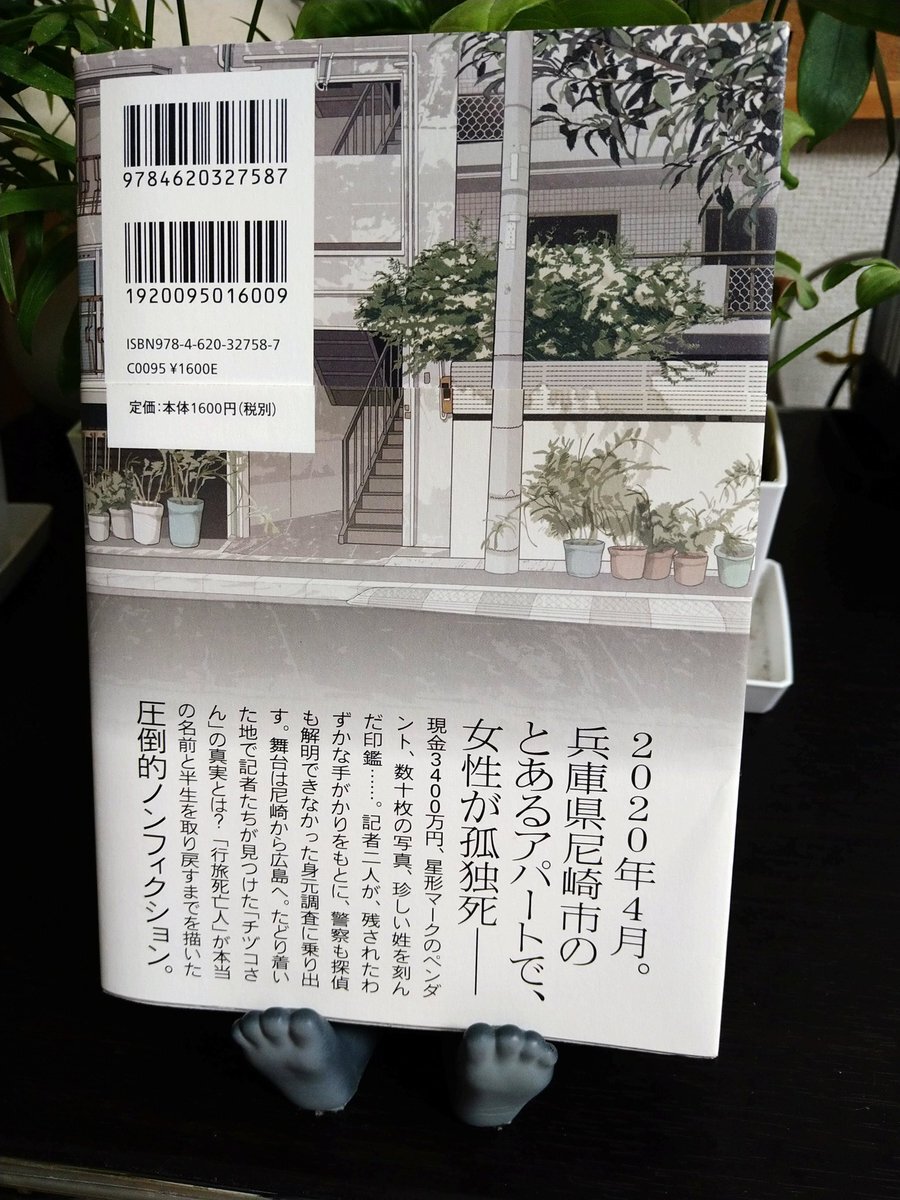 9784620327587
1920095016009
ISBN978-4-620-32758-7
C0095 ¥1600E
定価：本体1600円（税別）
2020年4月。
兵庫県尼崎市の
とあるアパートで、
女性が孤独死——
現金3400万円、星形マークのペンダ
ント、数十枚の写真、珍しい姓を刻ん
だ印鑑……。記者二人が、残されたわ
ずかな手がかりをもとに、警察も探偵
も解明できなかった身元調査に乗り出
す。舞台は尼崎から広島へ。たどり着い
た地で記者たちが見つけた「チヅコさ
ん」の真実とは？「行旅死亡人」が本当
の名前と半生を取り戻すまでを描いた
圧倒的ノンフィクション。